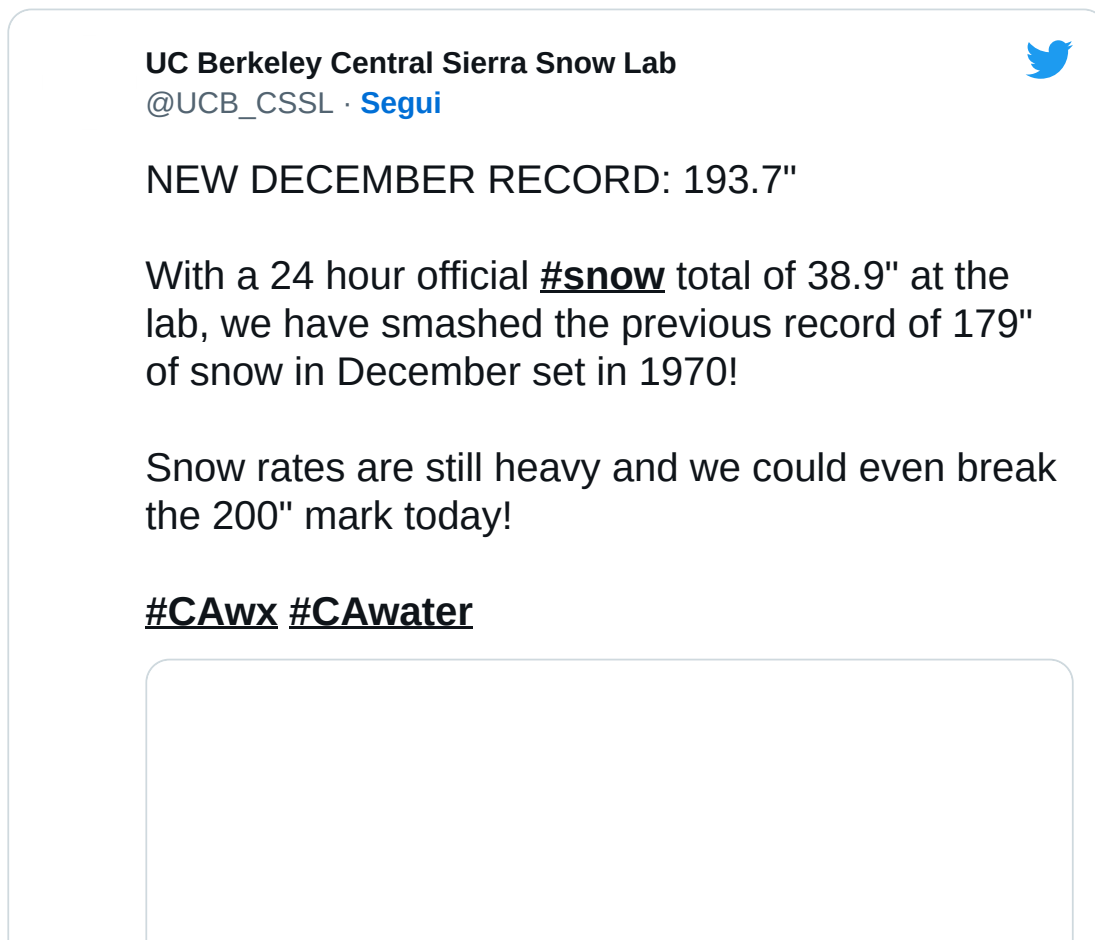 UC Berkeley Central Sierra Snow Lab
@UCB_CSSL · Segui
NEW DECEMBER RECORD: 193.7"
With a 24 hour official #snow total of 38.9" at the
lab, we have smashed the previous record of 179"
of snow in December set in 1970!
Snow rates are still heavy and we could even break
the 200" mark today!
#CAwx #CAwater